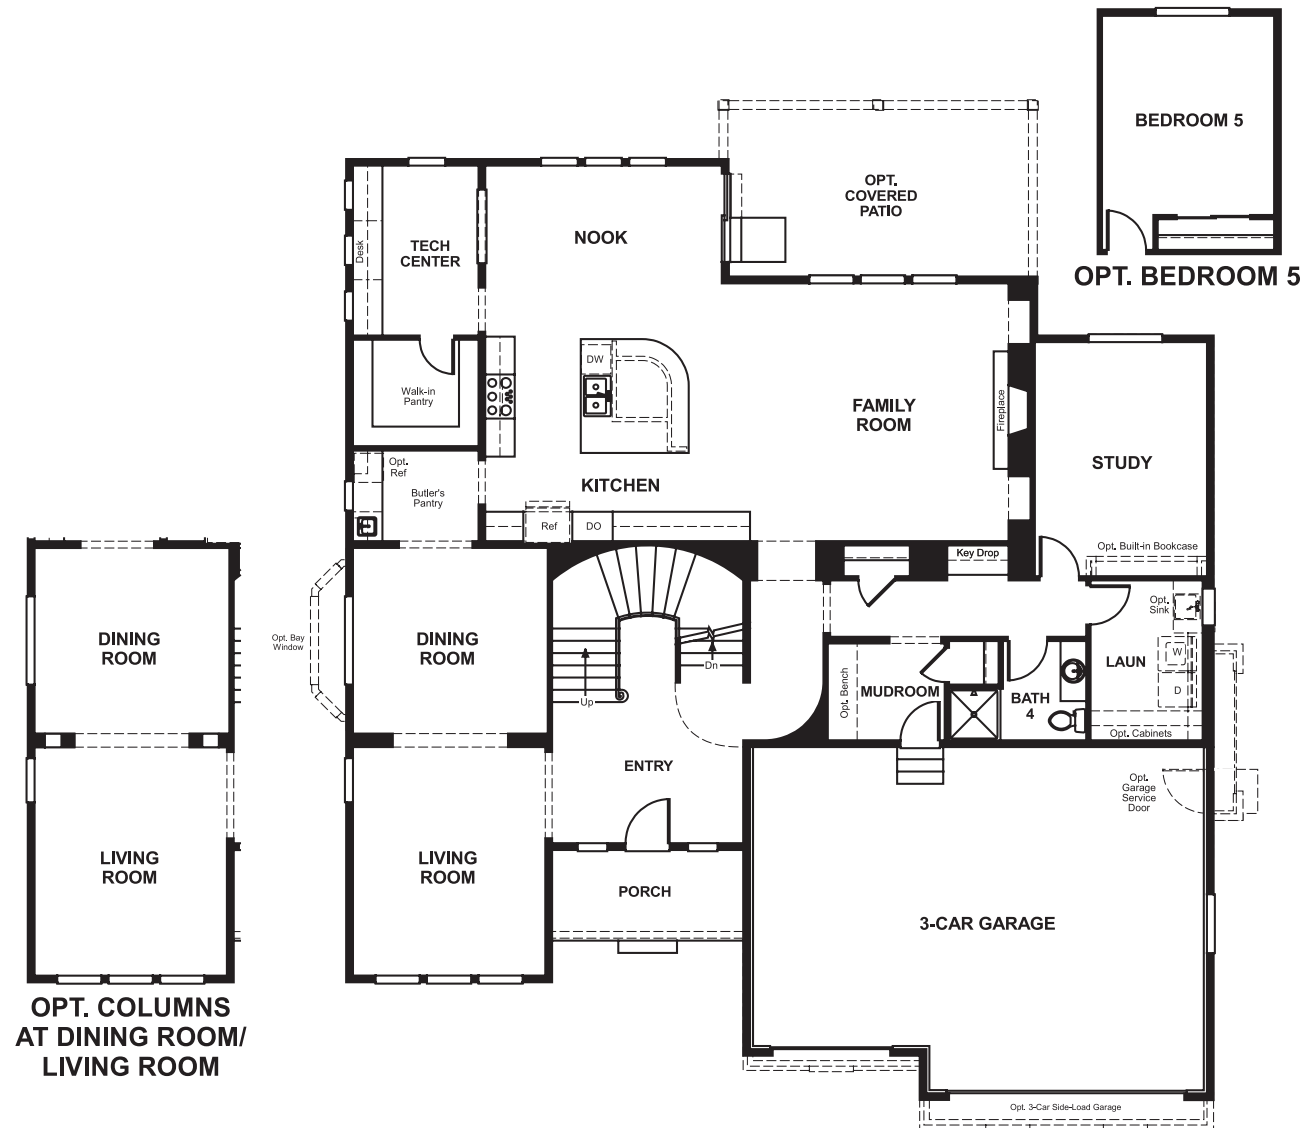 BEDROOM 5
OPT. BEDROOM 5
OPT.
COVERED
PATIO
NOOK
TECH
CENTER
Desk
DW
Walk-in
Pantry
FAMILY
ROOM
Fireplace
STUDY
Opt.
Ref
Butler's
Pantry
KITCHEN
Ref
DO
Key Drop
Opt. Built-in Bookcase
Opt.
Sink
Opt. Bay
Window
DINING
ROOM
DINING
ROOM
Up
Dn
Opt. Bench
MUDROOM
BATH
4
LAUN
W
D
Opt. Cabinets
ENTRY
Opt.
Garage
Service
Door
LIVING
ROOM
LIVING
ROOM
PORCH
3-CAR GARAGE
OPT. COLUMNS
AT DINING ROOM/
LIVING ROOM
Opt. 3-Car Side-Load Garage